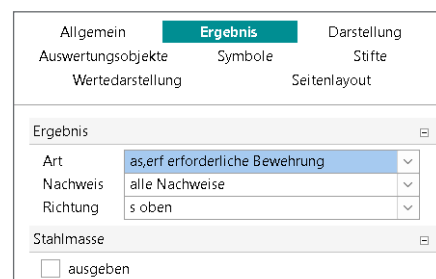 Allgemein Ergebnis Darstellung
Auswertungsobjekte Symbole Stifte
Wertedarstellung Seitenlayout
Ergebnis
Art as,erf erforderliche Bewehrung
Nachweis alle Nachweise
Richtung s oben
Stahlmasse
ausgeben